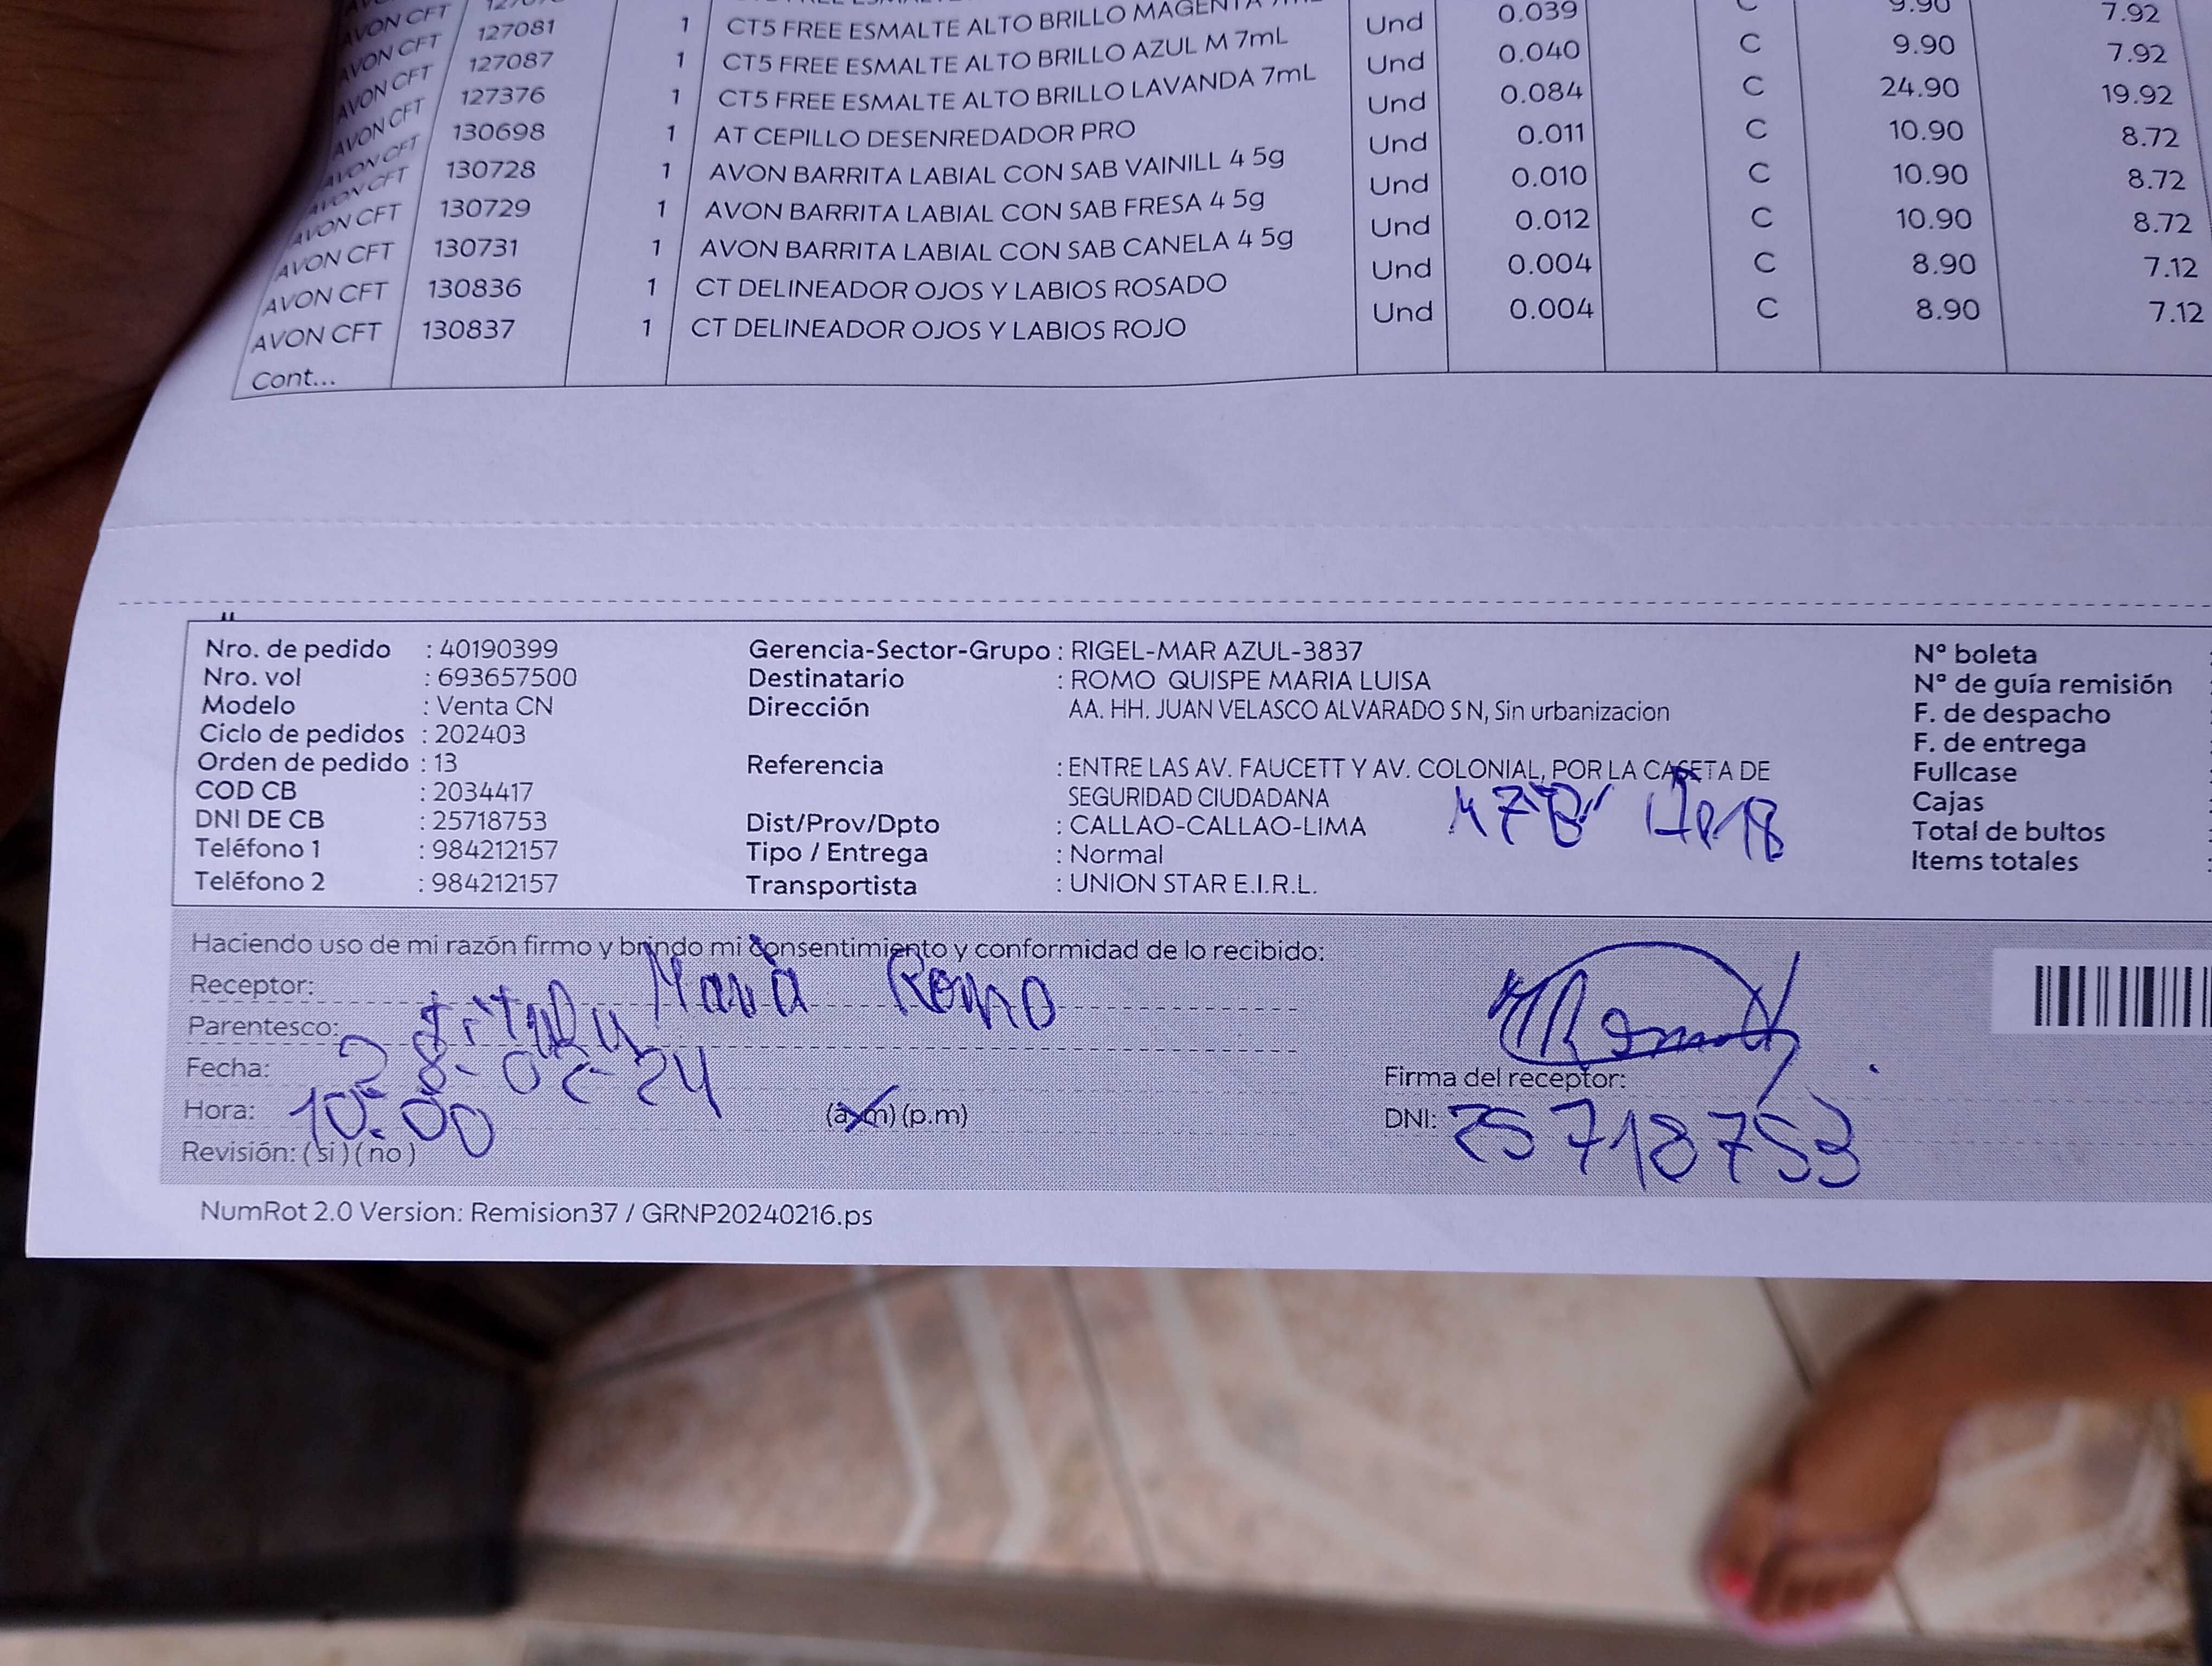 AVON CFT 127081 1 CT5 FREE ESMALTE ALTO BRILLO MAGENTA Und 0.039 C 9.90 7.92
AVON CFT 127087 1 CT5 FREE ESMALTE ALTO BRILLO AZUL M 7mL Und 0.040 C 9.90 7.92
AVON CFT 127376 1 CT5 FREE ESMALTE ALTO BRILLO LAVANDA 7mL Und 0.084 C 24.90 19.92
AVON CFT 130698 1 AT CEPILLO DESENREDADOR PRO Und 0.011 C 10.90 8.72
AVON CFT 130728 1 AVON BARRITA LABIAL CON SAB VAINILL 4 5g Und 0.010 C 10.90 8.72
AVON CFT 130729 1 AVON BARRITA LABIAL CON SAB FRESA 4 5g Und 0.012 C 10.90 8.72
AVON CFT 130731 1 AVON BARRITA LABIAL CON SAB CANELA 4 5g Und 0.004 C 8.90 7.12
AVON CFT 130836 1 CT DELINEADOR OJOS Y LABIOS ROSADO Und 0.004 C 8.90 7.12
AVON CFT 130837 1 CT DELINEADOR OJOS Y LABIOS ROJO
Cont...
Nro. de pedido : 40190399 Gerencia-Sector-Grupo : RIGEL-MAR AZUL-3837 N° boleta
Nro. vol : 693657500 Destinatario : ROMO QUISPE MARIA LUISA N° de guía remisión
Modelo : Venta CN Dirección AA. HH. JUAN VELASCO ALVARADO S N, Sin urbanizacion F. de despacho
Ciclo de pedidos : 202403 F. de entrega
Orden de pedido : 13 Referencia : ENTRE LAS AV. FAUCETT Y AV. COLONIAL, POR LA CASETA DE Fullcase
COD CB : 2034417 SEGURIDAD CIUDADANA Cajas
DNI DE CB : 25718753 Dist/Prov/Dpto : CALLAO-CALLAO-LIMA Total de bultos
Teléfono 1 : 984212157 Tipo / Entrega : Normal Items totales
Teléfono 2 : 984212157 Transportista : UNION STAR E.I.R.L.
Haciendo uso de mi razón firmo y brindo mi consentimiento y conformidad de lo recibido:
Receptor: Maria Romo
Parentesco:
Fecha: Firma del receptor:
Hora: 10:00 (a.m) (p.m) DNI: 25718753
Revisión: (si) (no)
NumRot 2.0 Version: Remision37 / GRNP20240216.ps